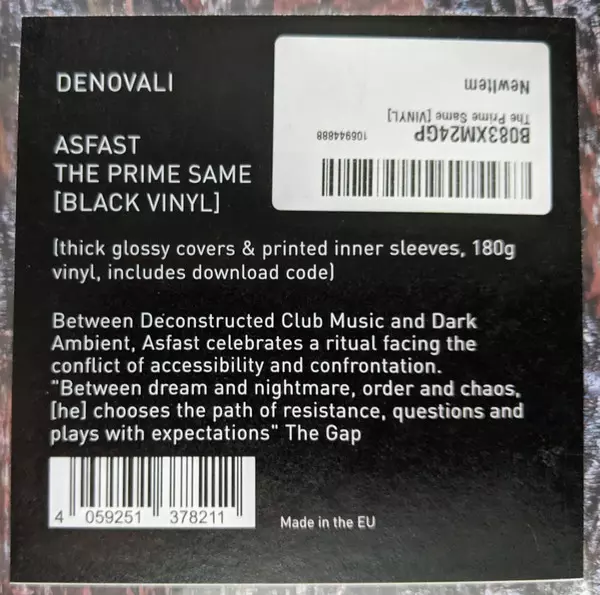 DENOVALI
NewItem
The Prime Same [VINYL]
B083XM24GP
106944888
ASFAST
THE PRIME SAME
[BLACK VINYL]
(thick glossy covers & printed inner sleeves, 180g
vinyl, includes download code)
Between Deconstructed Club Music and Dark
Ambient, Asfast celebrates a ritual facing the
conflict of accessibility and confrontation.
"Between dream and nightmare, order and chaos,
[he] chooses the path of resistance, questions and
plays with expectations" The Gap
4 059251 378211
Made in the EU